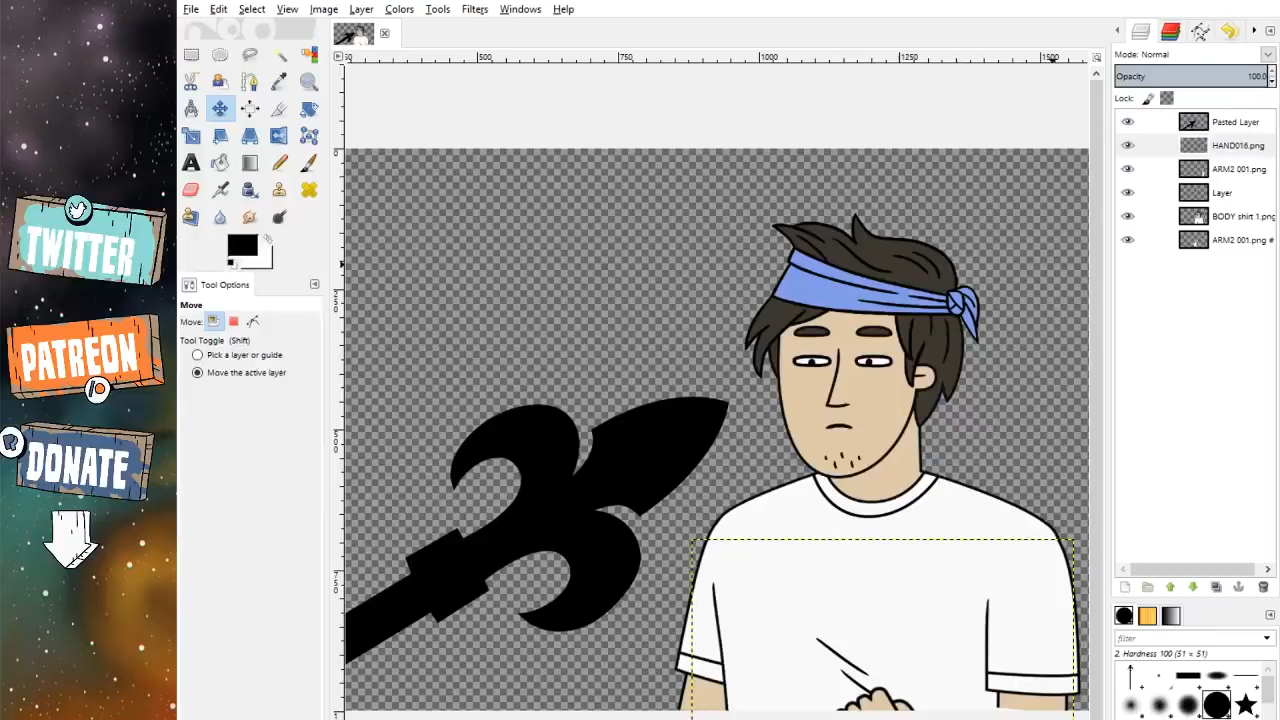 File Edit Select View Image Layer Colors Tools Filters Windows Help
500 750 1000 1250 1500
TWITTER
PATREON
DONATE
Tool Options
Move
Move:
Tool Toggle (Shift)
Pick a layer or guide
Move the active layer
Mode: Normal
Opacity 100.0
Lock:
Pasted Layer
HAND016.png
ARM2 001.png
Layer
BODY shirt 1.png
ARM2 001.png #
filter
2. Hardness 100 (51 × 51)